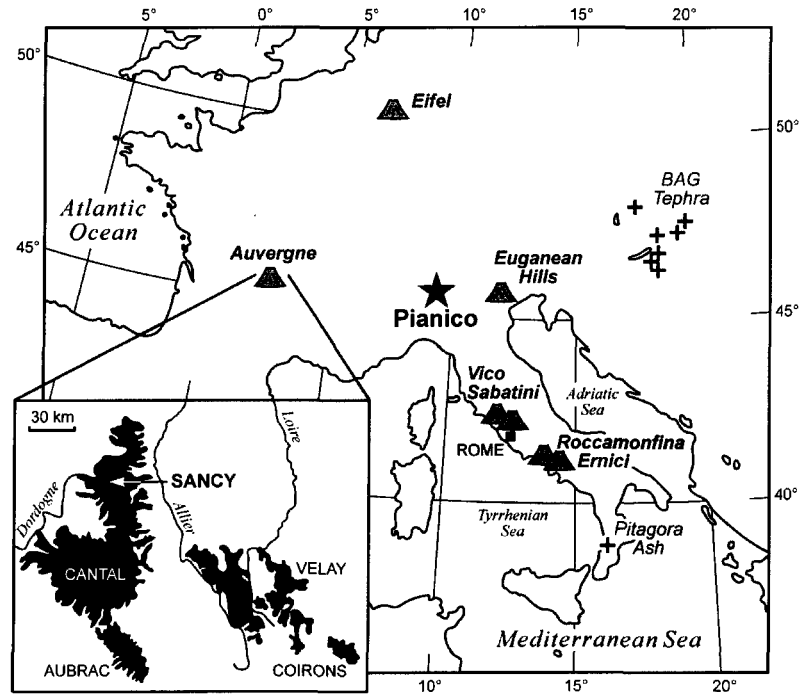 5° 0° 5° 10° 15° 20°
50°
Eifel
50°
BAG
Tephra
Atlantic
Ocean
45°
Auvergne
Euganean
Hills
Pianico
45°
Vico
Sabatini
Adriatic
Sea
30 km
Loire
ROME
Roccamonfina
Ernici
SANCY
Dordogne
Allier
40°
Tyrrhenian
Sea
Pitagora
Ash
CANTAL
VELAY
Mediterranean Sea
AUBRAC
COIRONS
10° 15° 20°